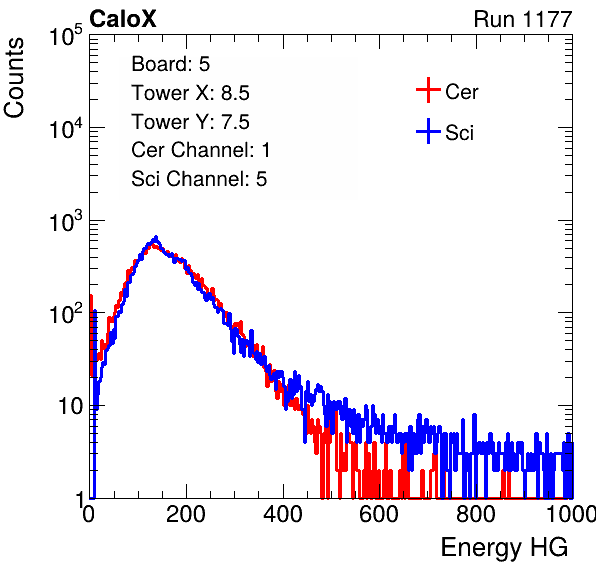 CaloX Run 1177
Counts
Board: 5
Tower X: 8.5
Tower Y: 7.5
Cer Channel: 1
Sci Channel: 5
Cer
Sci
10^5
10^4
10^3
10^2
10
1
0 200 400 600 800 1000
Energy HG